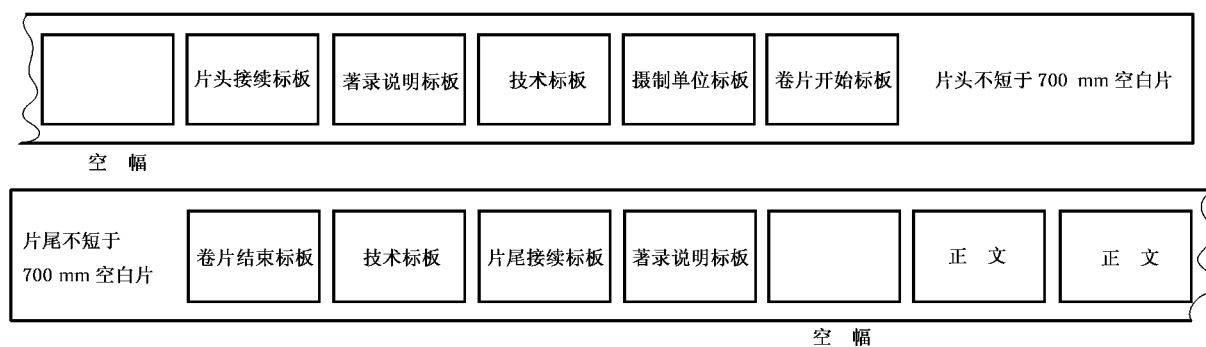 片头接续标板 著录说明标板 技术标板 摄制单位标板 卷片开始标板 片头不短于 700 mm 空白片
空 幅
片尾不短于
700 mm 空白片
卷片结束标板 技术标板 片尾接续标板 著录说明标板 正 文 正 文
空 幅